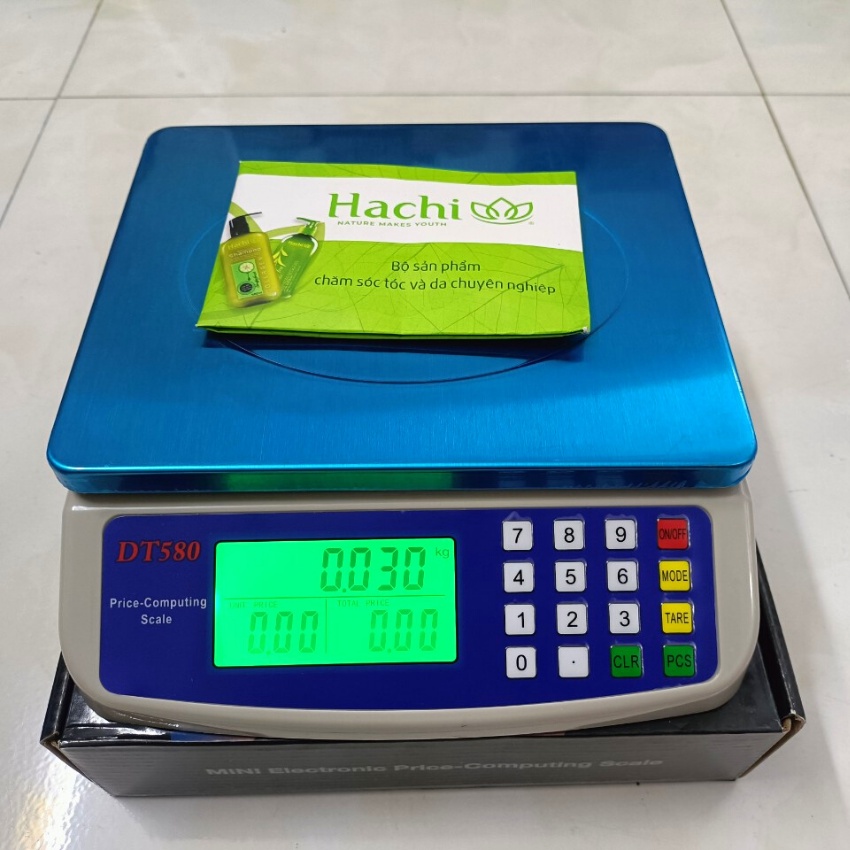 Hachi
®
NATURE MAKES YOUTH
Bộ sản phẩm
chăm sóc tóc và da chuyên nghiệp
DT580
Price-Computing
Scale
0.030 kg
UNIT PRICE TOTAL PRICE
0.00 0.00
7 8 9 ON/OFF
4 5 6 MODE
1 2 3 TARE
0 . CLR PCS
MINI Electronic Price-Computing Scale